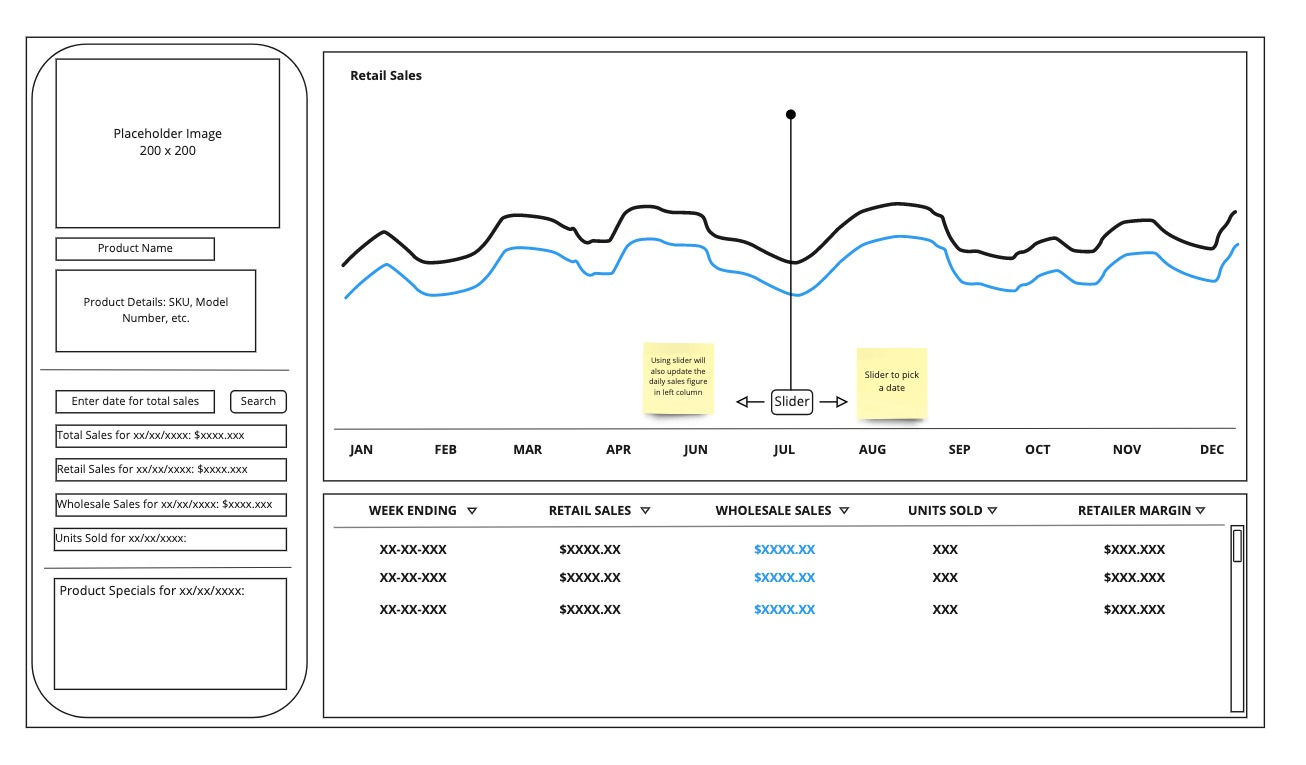 Placeholder Image
200 x 200
Product Name
Product Details: SKU, Model
Number, etc.
Enter date for total sales
Search
Total Sales for xx/xx/xxxx: $xxxx.xxx
Retail Sales for xx/xx/xxxx: $xxxx.xxx
Wholesale Sales for xx/xx/xxxx: $xxxx.xxx
Units Sold for xx/xx/xxxx:
Product Specials for xx/xx/xxxx:
Retail Sales
Using slider will
also update the
daily sales figure
in left column
Slider
Slider to pick
a date
JAN FEB MAR APR JUN JUL AUG SEP OCT NOV DEC
WEEK ENDING RETAIL SALES WHOLESALE SALES UNITS SOLD RETAILER MARGIN
XX-XX-XXX $XXXX.XX $XXXX.XX XXX $XXX.XXX
XX-XX-XXX $XXXX.XX $XXXX.XX XXX $XXX.XXX
XX-XX-XXX $XXXX.XX $XXXX.XX XXX $XXX.XXX